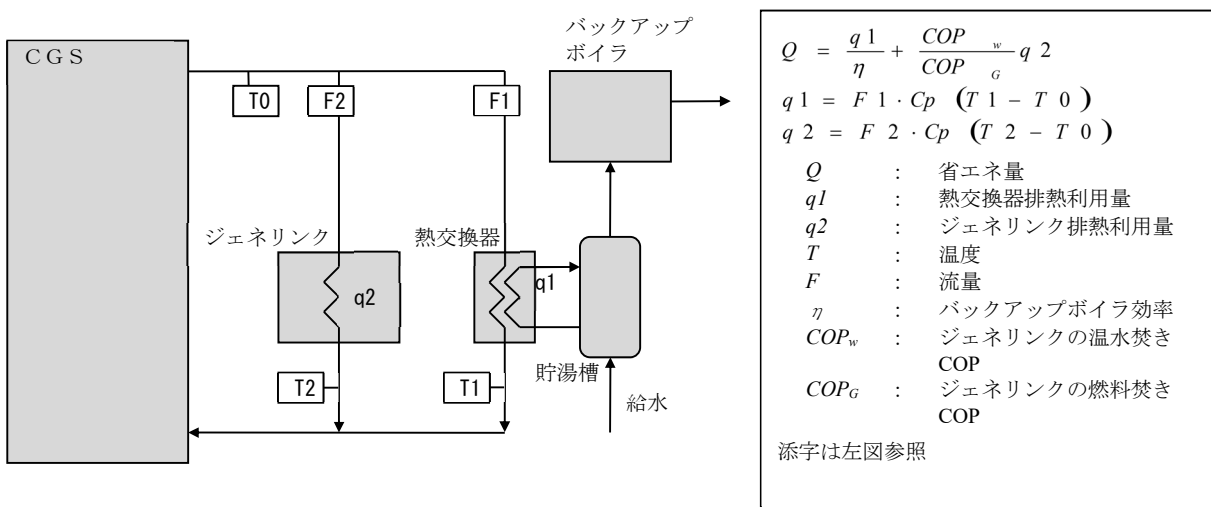 CGS
T0
F2
F1
バックアップ
ボイラ
ジェネリンク
熱交換器
q2
q1
T2
T1
貯湯槽
給水
Q = q1/η + COP_w/COP_G q2
q1 = F1・Cp (T1 − T0)
q2 = F2・Cp (T2 − T0)
Q : 省エネ量
q1 : 熱交換器排熱利用量
q2 : ジェネリンク排熱利用量
T : 温度
F : 流量
η : バックアップボイラ効率
COPw : ジェネリンクの温水焚き
COP
COPG : ジェネリンクの燃料焚き
COP
添字は左図参照